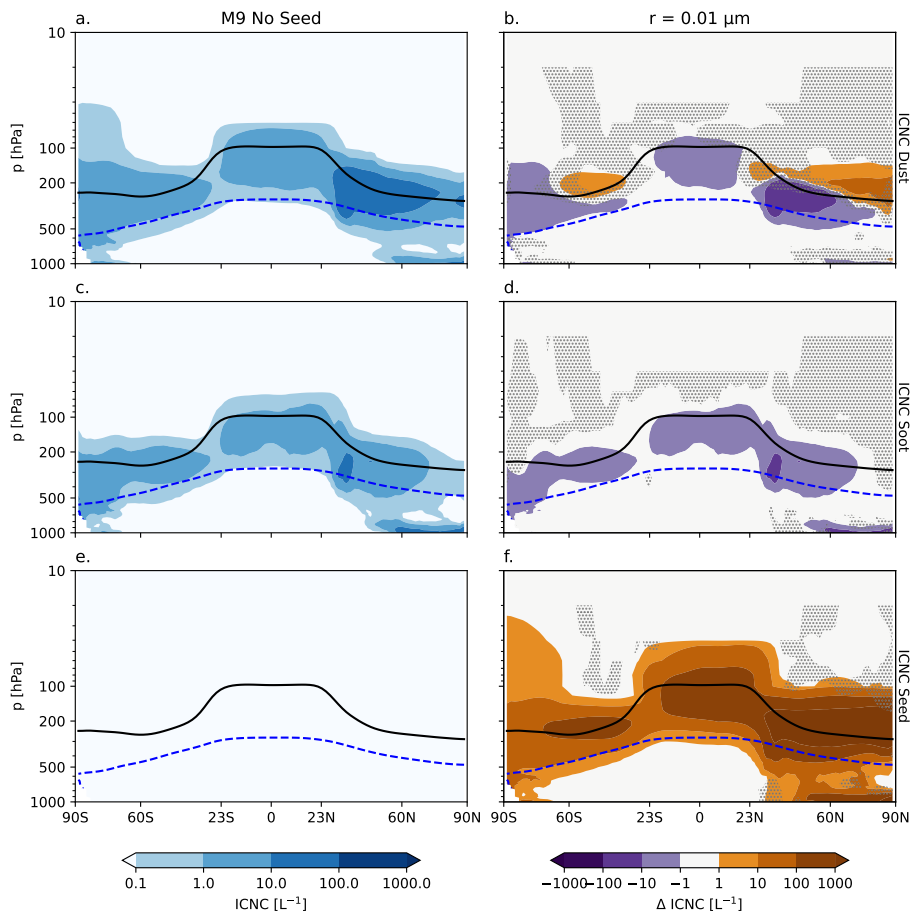 a. M9 No Seed b. r = 0.01 µm
10
100
200
500
1000
p [hPa]
ICNC Dust
c. d.
10
100
200
500
1000
p [hPa]
ICNC Soot
e. f.
10
100
200
500
1000
p [hPa]
ICNC Seed
90S 60S 23S 0 23N 60N 90N
90S 60S 23S 0 23N 60N 90N
0.1 1.0 10.0 100.0 1000.0
ICNC [L⁻¹]
−1000 −100 −10 −1 1 10 100 1000
Δ ICNC [L⁻¹]